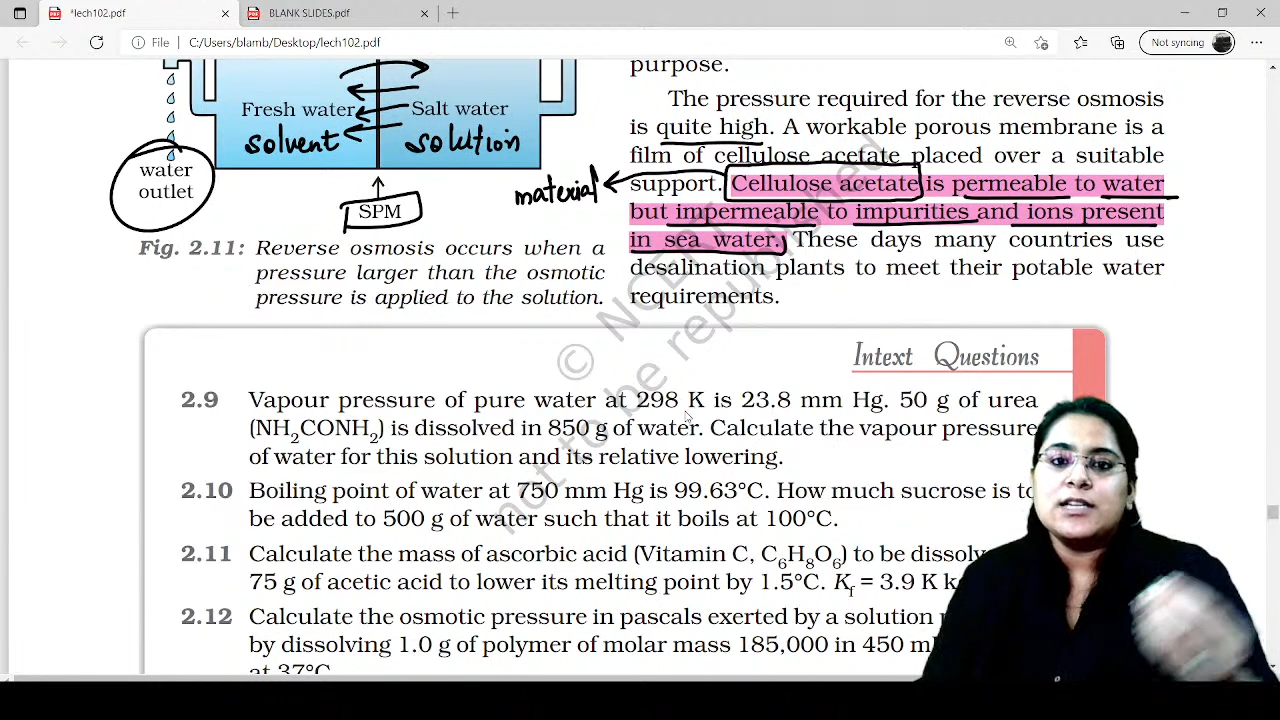 *lech102.pdf
BLANK SLIDES.pdf
File
C:/Users/blamb/Desktop/lech102.pdf
Not syncing
purpose.
Fresh water
Salt water
solvent
solution
water
outlet
SPM
Fig. 2.11: Reverse osmosis occurs when a
pressure larger than the osmotic
pressure is applied to the solution.
The pressure required for the reverse osmosis
is quite high. A workable porous membrane is a
film of cellulose acetate placed over a suitable
material
support. Cellulose acetate is permeable to water
but impermeable to impurities and ions present
in sea water. These days many countries use
desalination plants to meet their potable water
requirements.
© NCERT
not to be republished
Intext Questions
2.9 Vapour pressure of pure water at 298 K is 23.8 mm Hg. 50 g of urea
(NH₂CONH₂) is dissolved in 850 g of water. Calculate the vapour pressure
of water for this solution and its relative lowering.
2.10 Boiling point of water at 750 mm Hg is 99.63°C. How much sucrose is to
be added to 500 g of water such that it boils at 100°C.
2.11 Calculate the mass of ascorbic acid (Vitamin C, C₆H₈O₆) to be
75 g of acetic acid to lower its melting point by 1.5°C. Kf = 3.9 K
2.12 Calculate the osmotic pressure in pascals exerted by a solution
by dissolving 1.0 g of polymer of molar mass 185,000 in 450
at 37°C